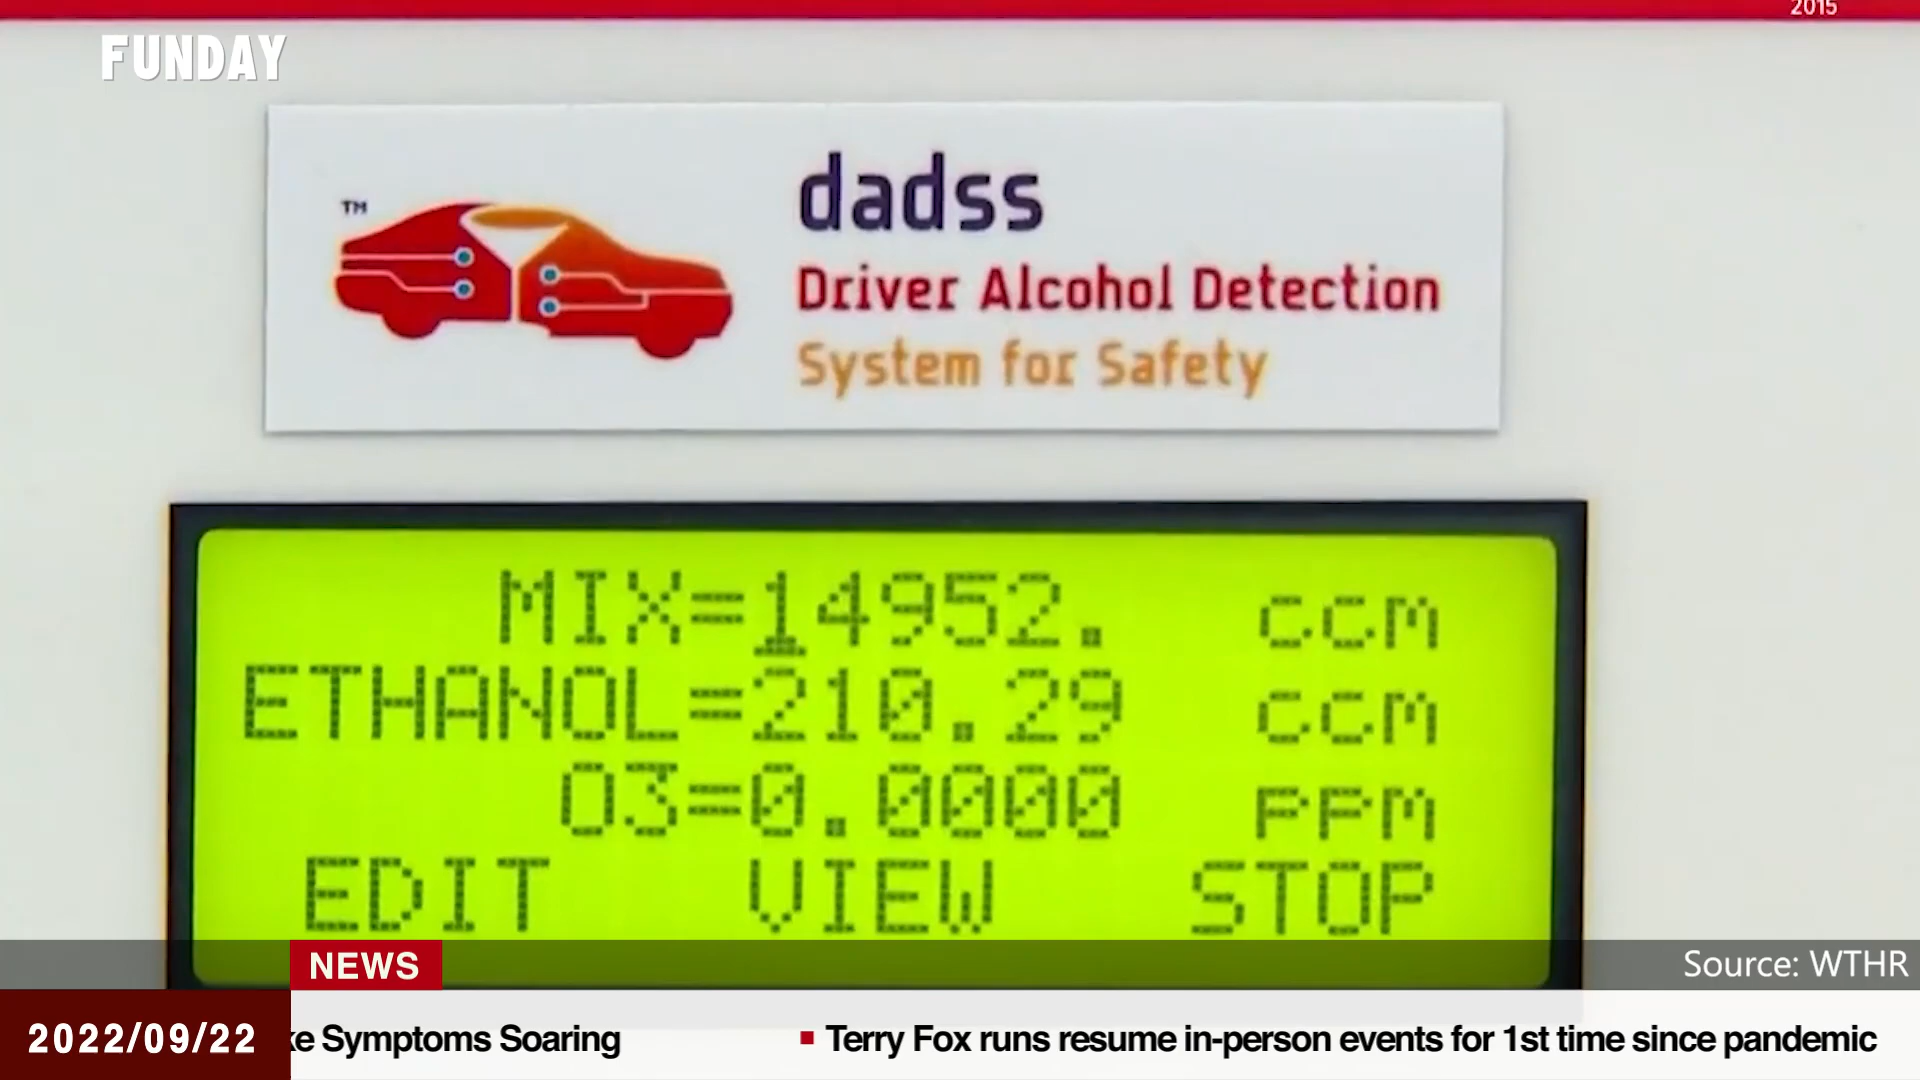 2015
FUNDAY
TM
dadss
Driver Alcohol Detection
System for Safety
MIX=14952. CCM
ETHANOL=210.29 CCM
O3=0.0000 PPM
EDIT VIEW STOP
NEWS
Source: WTHR
2022/09/22
ke Symptoms Soaring
Terry Fox runs resume in-person events for 1st time since pandemic